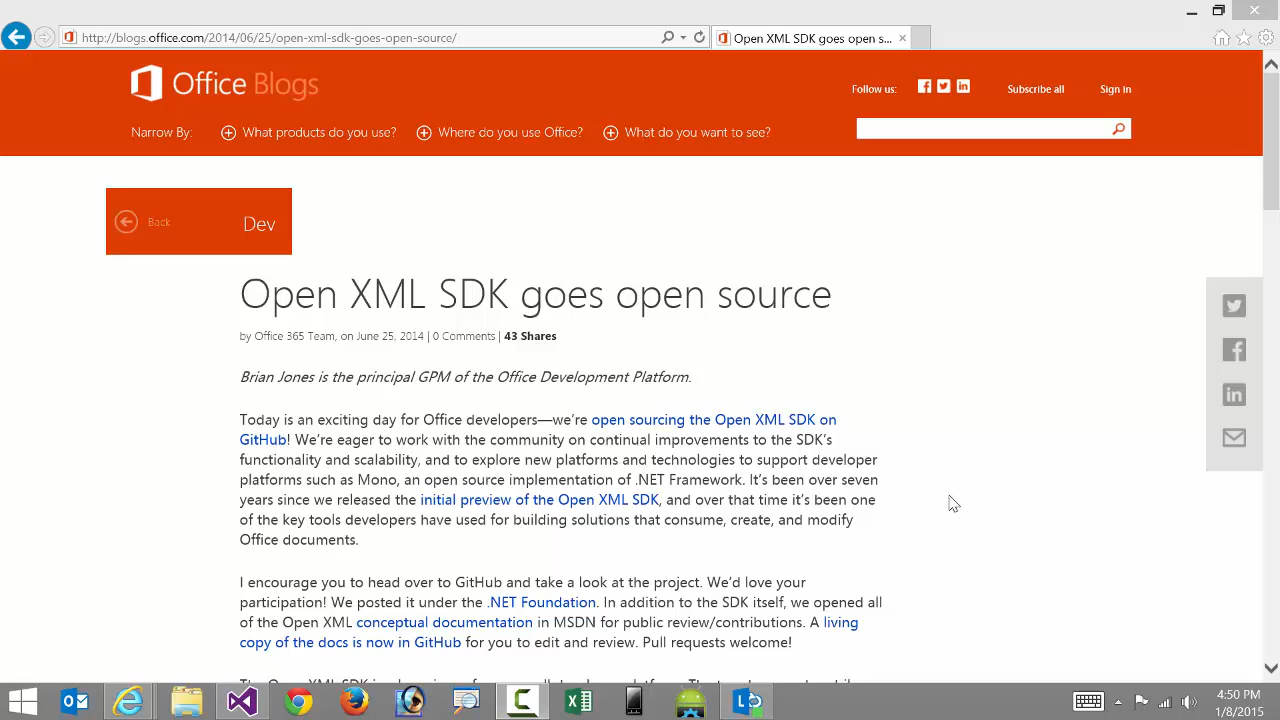 http://blogs.office.com/2014/06/25/open-xml-sdk-goes-open-source/
Open XML SDK goes open s...
Office Blogs
Follow us:
Subscribe all
Sign in
Narrow By:
What products do you use?
Where do you use Office?
What do you want to see?
Back
Dev
Open XML SDK goes open source
by Office 365 Team, on June 25, 2014 | 0 Comments | 43 Shares
Brian Jones is the principal GPM of the Office Development Platform.
Today is an exciting day for Office developers—we're open sourcing the Open XML SDK on
GitHub! We're eager to work with the community on continual improvements to the SDK's
functionality and scalability, and to explore new platforms and technologies to support developer
platforms such as Mono, an open source implementation of .NET Framework. It's been over seven
years since we released the initial preview of the Open XML SDK, and over that time it's been one
of the key tools developers have used for building solutions that consume, create, and modify
Office documents.
I encourage you to head over to GitHub and take a look at the project. We'd love your
participation! We posted it under the .NET Foundation. In addition to the SDK itself, we opened all
of the Open XML conceptual documentation in MSDN for public review/contributions. A living
copy of the docs is now in GitHub for you to edit and review. Pull requests welcome!
4:50 PM
1/8/2015